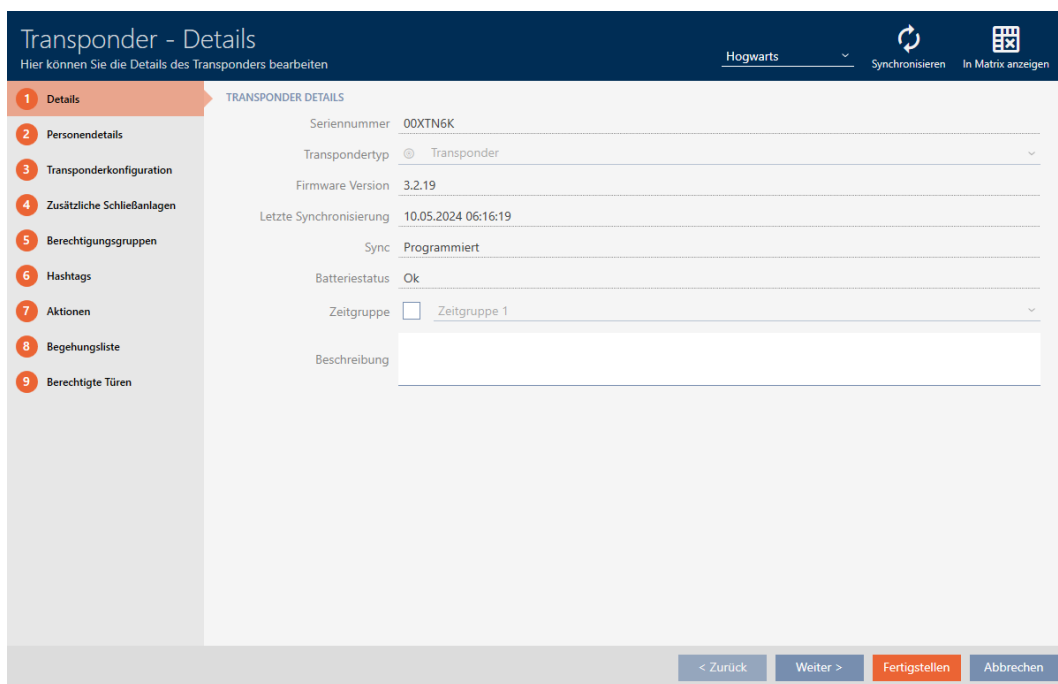 Transponder - Details
Hier können Sie die Details des Transponders bearbeiten
Hogwarts
Synchronisieren
In Matrix anzeigen
1 Details
2 Personendetails
3 Transponderkonfiguration
4 Zusätzliche Schließanlagen
5 Berechtigungsgruppen
6 Hashtags
7 Aktionen
8 Begehungsliste
9 Berechtigte Türen
TRANSPONDER DETAILS
Seriennummer 00XTN6K
Transpondertyp Transponder
Firmware Version 3.2.19
Letzte Synchronisierung 10.05.2024 06:16:19
Sync Programmiert
Batteriestatus Ok
Zeitgruppe Zeitgruppe 1
Beschreibung
< Zurück
Weiter >
Fertigstellen
Abbrechen